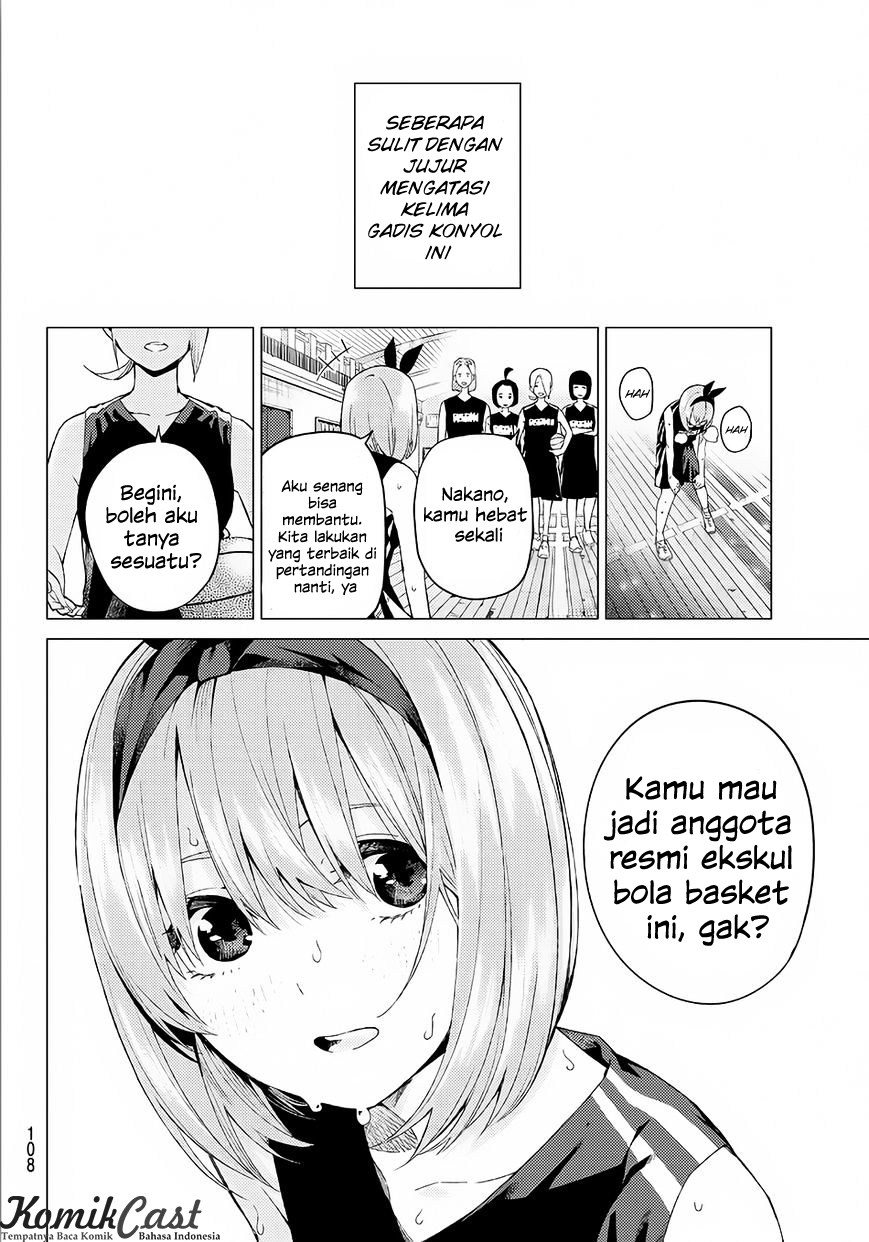 SEBERAPA
SULIT DENGAN
JUJUR
MENGATASI
KELIMA
GADIS KONYOL
INI
HAH
HAH
Nakano,
kamu hebat
sekali
Aku senang
bisa
membantu.
Kita lakukan
yang terbaik di
pertandingan
nanti, ya
Begini,
boleh aku
tanya
sesuatu?
Kamu mau
jadi anggota
resmi ekskul
bola basket
ini, gak?
108
KomikCast
Tempatnya Baca Komik Bahasa Indonesia